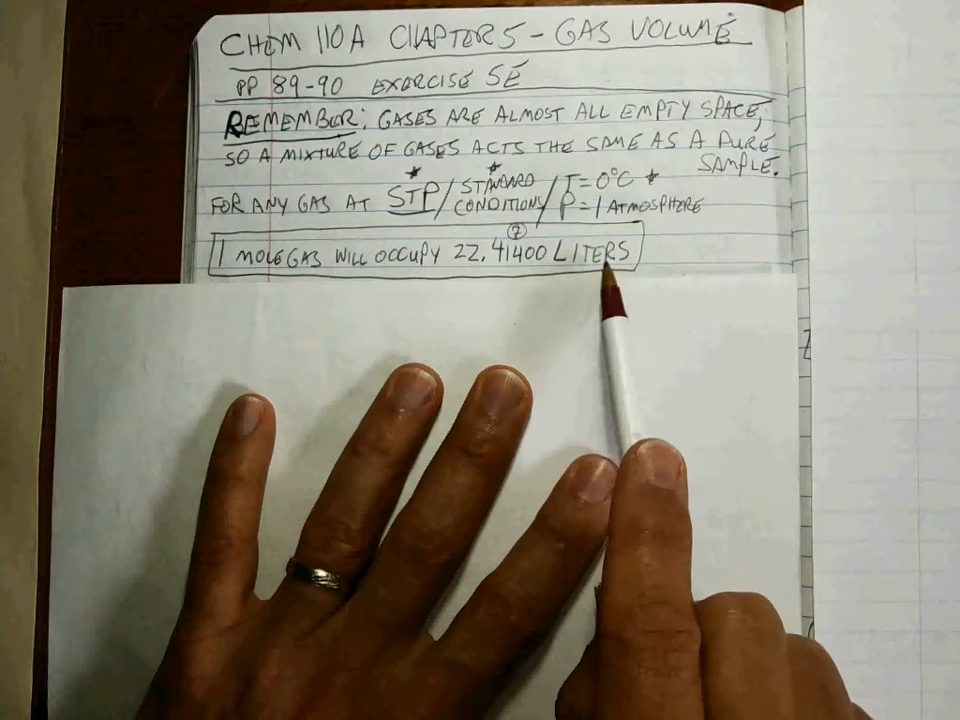 CHEM 110A CHAPTER 5 - GAS VOLUME
PP 89-90 EXERCISE 5E
REMEMBER: GASES ARE ALMOST ALL EMPTY SPACE,
SO A MIXTURE OF GASES ACTS THE SAME AS A PURE SAMPLE.
FOR ANY GAS AT STP / STANDARD CONDITIONS / T = 0°C P = 1 ATMOSPHERE
7
1 MOLE GAS WILL OCCUPY 22.41400 LITERS